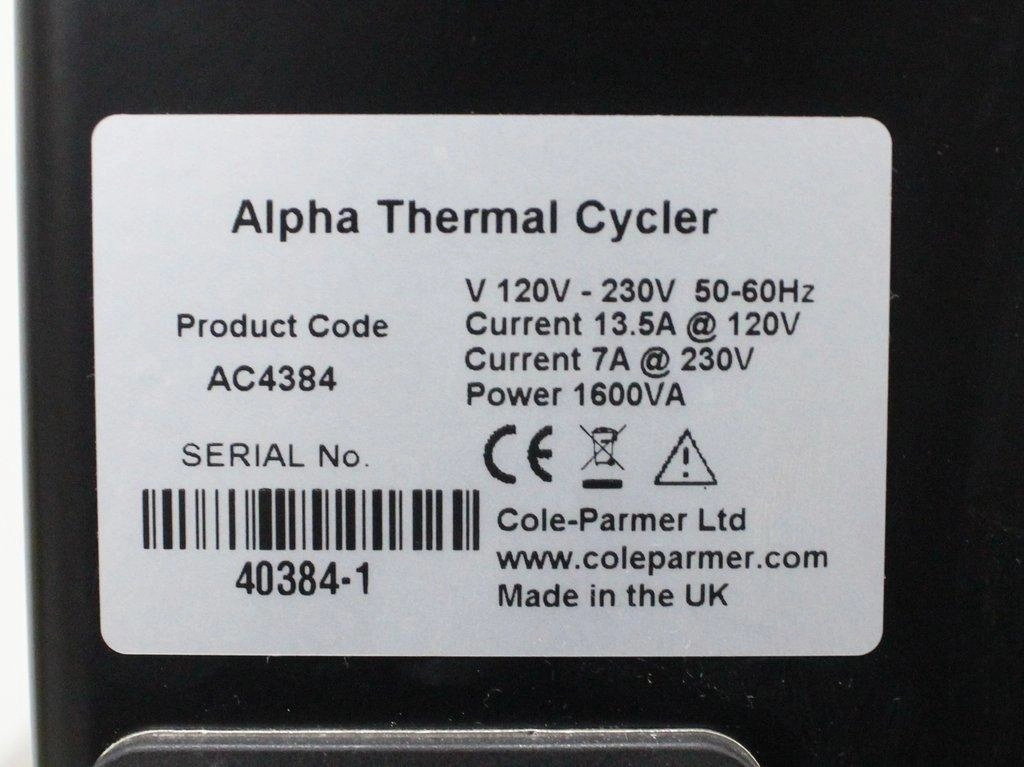 Alpha Thermal Cycler
Product Code
AC4384
V 120V - 230V 50-60Hz
Current 13.5A @ 120V
Current 7A @ 230V
Power 1600VA
SERIAL No.
40384-1
CE
Cole-Parmer Ltd
www.coleparmer.com
Made in the UK